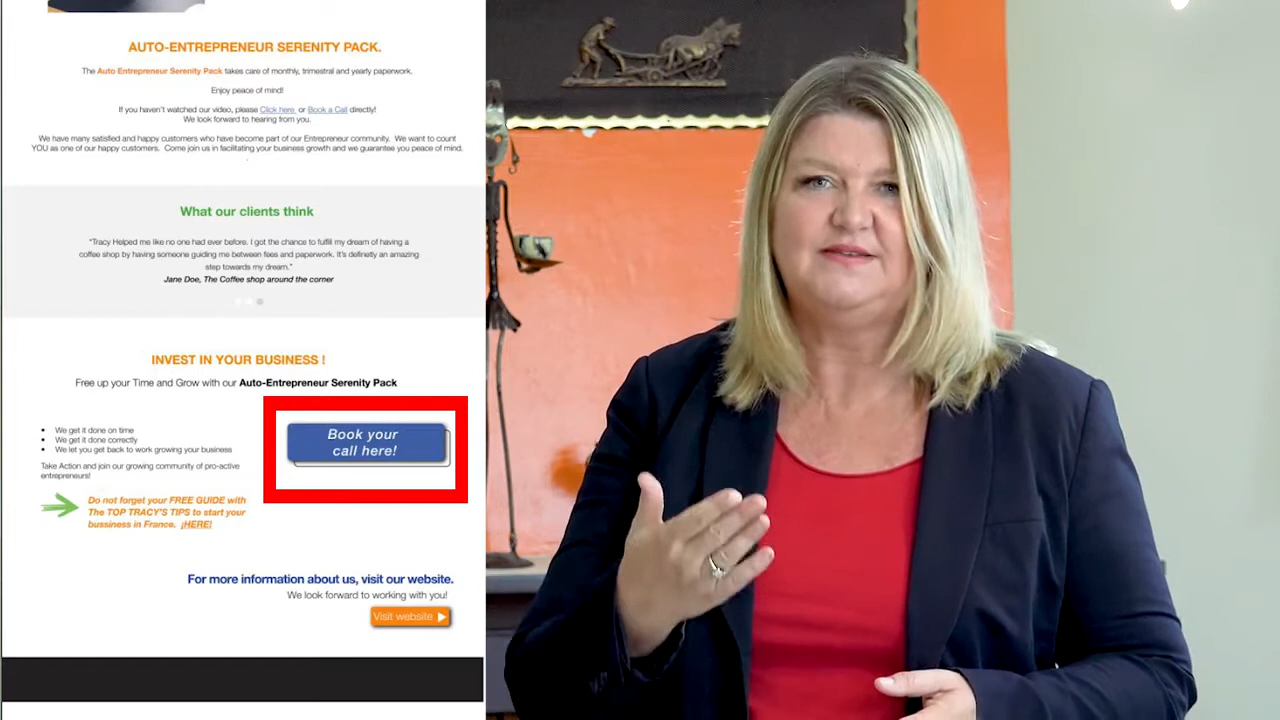 AUTO-ENTREPRENEUR SERENITY PACK.
The Auto Entrepreneur Serenity Pack takes care of monthly, trimestral and yearly paperwork.
Enjoy peace of mind!
If you haven't watched our video, please Click here or Book a Call directly!
We look forward to hearing from you.
We have many satisfied and happy customers who have become part of our Entrepreneur community. We want to count
YOU as one of our happy customers. Come join us in facilitating your business growth and we guarantee you peace of mind.
.
What our clients think
“Tracy Helped me like no one had ever before. I got the chance to fulfill my dream of having a
coffee shop by having someone guiding me between fees and paperwork. It's definetly an amazing
step towards my dream.”
Jane Doe, The Coffee shop around the corner
INVEST IN YOUR BUSINESS !
Free up your Time and Grow with our Auto-Entrepreneur Serenity Pack
• We get it done on time
• We get it done correctly
• We let you get back to work growing your business
Take Action and join our growing community of pro-active
entrepreneurs!
Book your
call here!
Do not forget your FREE GUIDE with
The TOP TRACY'S TIPS to start your
bussiness in France. ¡HERE!
For more information about us, visit our website.
We look forward to working with you!
Visit website